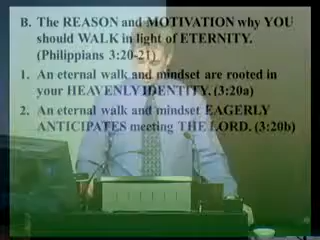 B. The REASON and MOTIVATION why YOU
should WALK in light of ETERNITY.
(Philippians 3:20-21)
1. An eternal walk and mindset are rooted in
your HEAVENLY IDENTITY. (3:20a)
2. An eternal walk and mindset EAGERLY
ANTICIPATES meeting THE LORD. (3:20b)